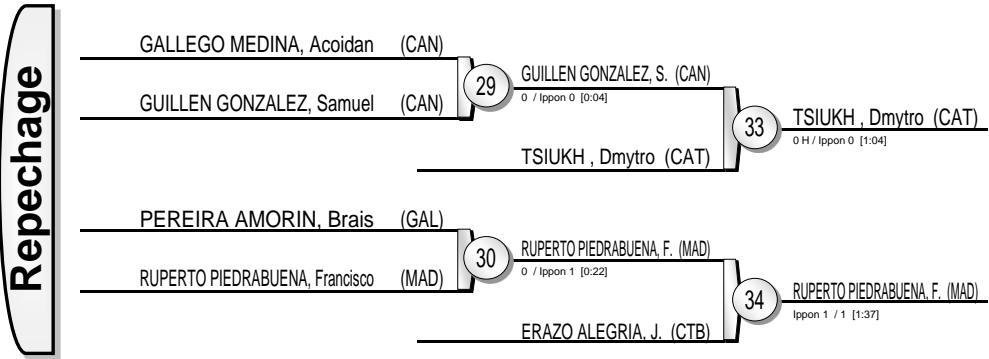 Repechage
GALLEGO MEDINA, Acoidan (CAN)
GUILLEN GONZALEZ, Samuel (CAN)
29
GUILLEN GONZALEZ, S. (CAN)
0 / Ippon 0 [0:04]
TSIUKH , Dmytro (CAT)
33
TSIUKH , Dmytro (CAT)
0 H / Ippon 0 [1:04]
PEREIRA AMORIN, Brais (GAL)
RUPERTO PIEDRABUENA, Francisco (MAD)
30
RUPERTO PIEDRABUENA, F. (MAD)
0 / Ippon 1 [0:22]
ERAZO ALEGRIA, J. (CTB)
34
RUPERTO PIEDRABUENA, F. (MAD)
Ippon 1 / 1 [1:37]